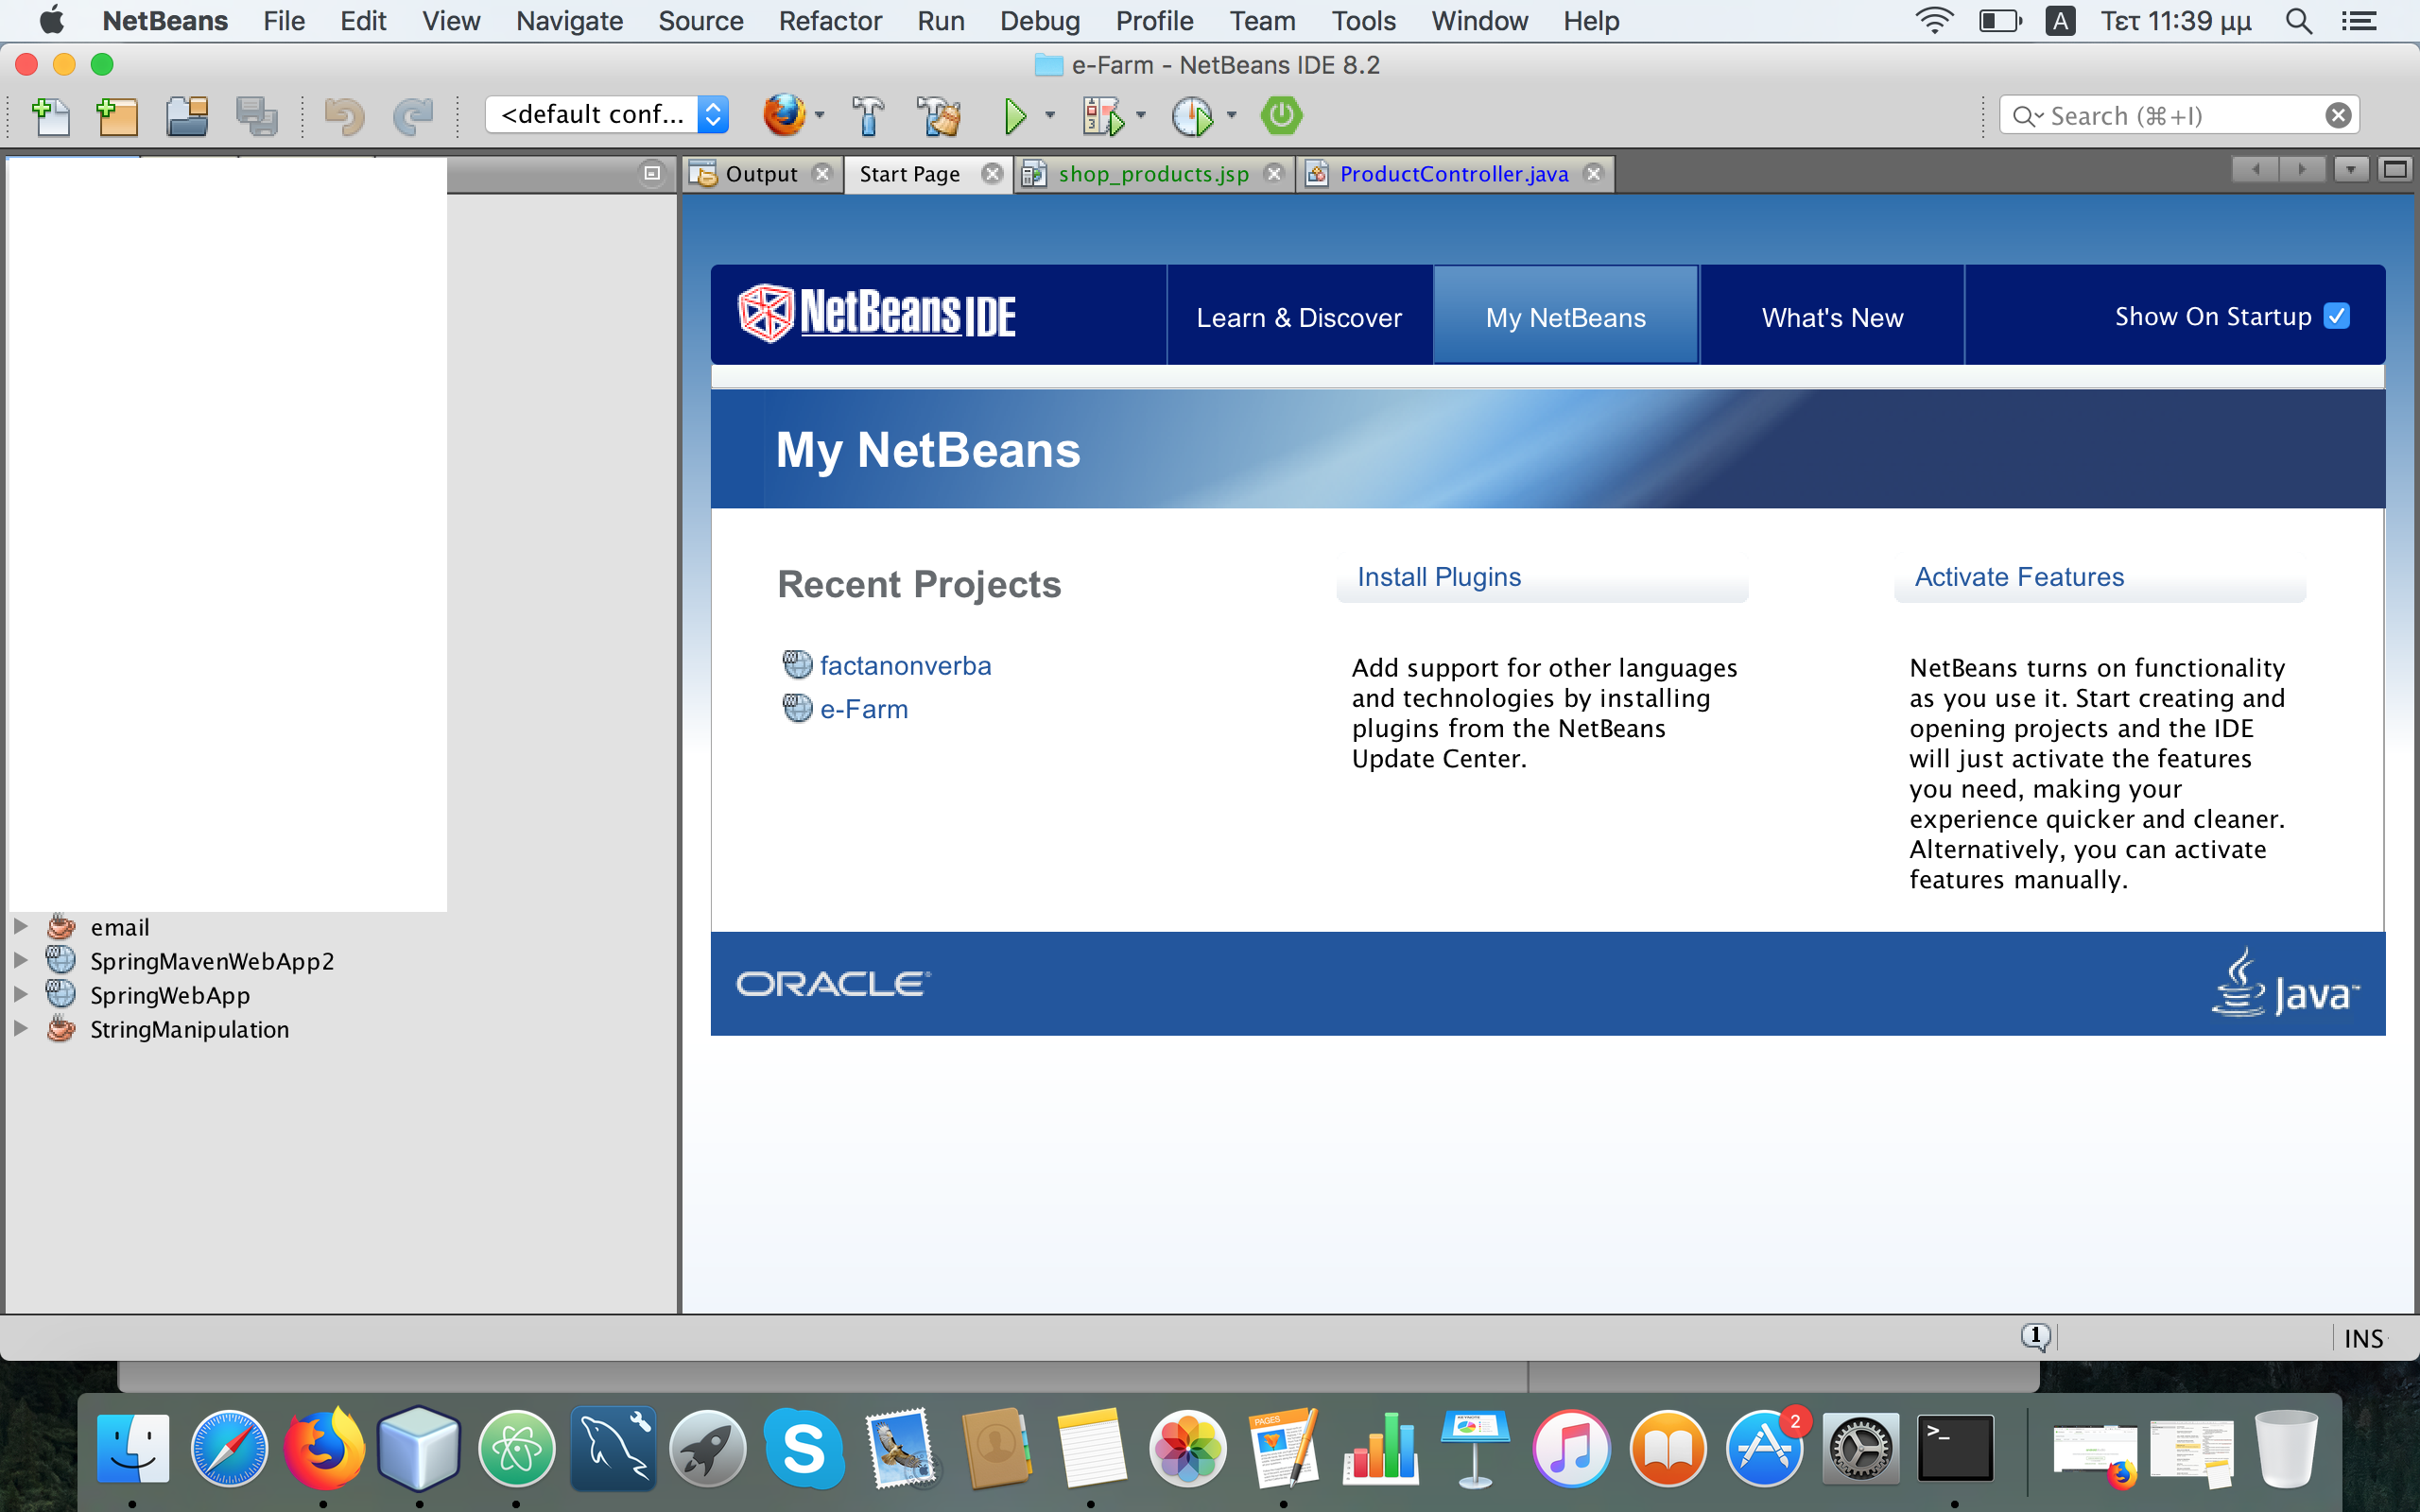 NetBeans File Edit View Navigate Source Refactor Run Debug Profile Team Tools Window Help A Τετ 11:39 μμ
e-Farm - NetBeans IDE 8.2
<default conf... Search (⌘+I)
Output Start Page shop_products.jsp ProductController.java
NetBeans IDE Learn & Discover My NetBeans What's New Show On Startup
My NetBeans
Recent Projects
factanonverba
e-Farm
Install Plugins
Add support for other languages
and technologies by installing
plugins from the NetBeans
Update Center.
Activate Features
NetBeans turns on functionality
as you use it. Start creating and
opening projects and the IDE
will just activate the features
you need, making your
experience quicker and cleaner.
Alternatively, you can activate
features manually.
email
SpringMavenWebApp2
SpringWebApp
StringManipulation
ORACLE Java™
1 INS
PAGES 2